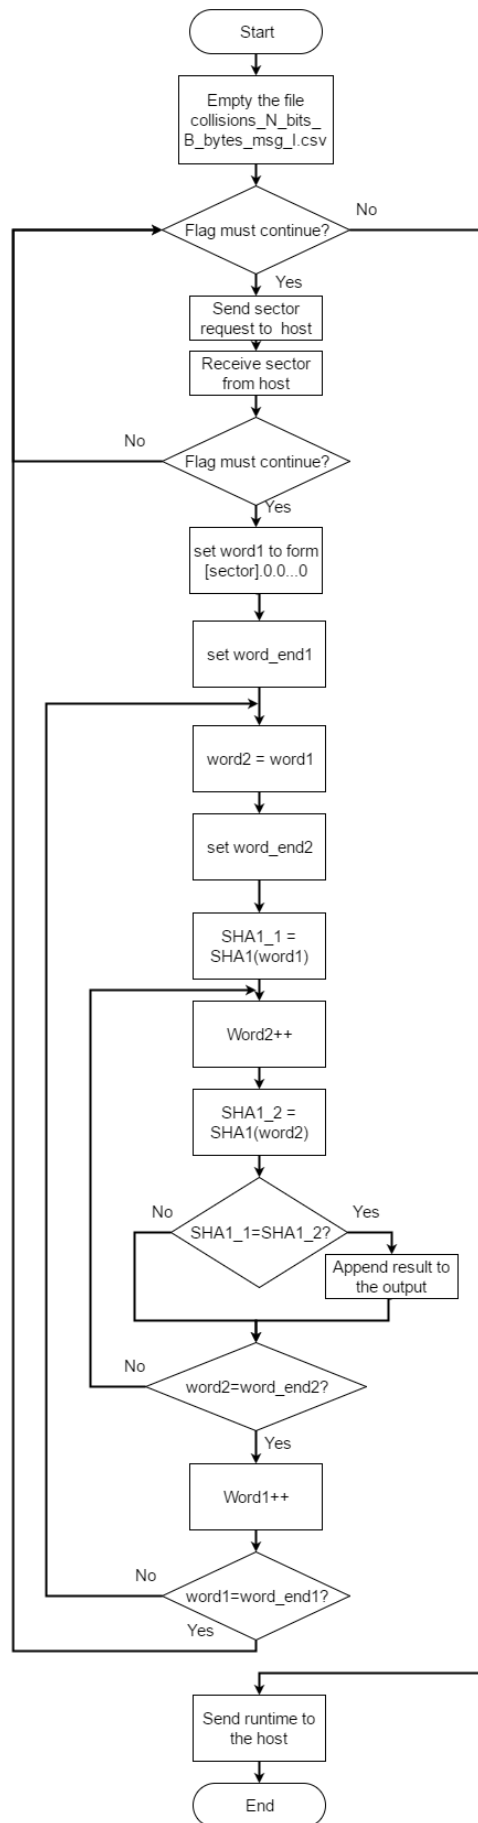 Start
Empty the file
collisions_N_bits_
B_bytes_msg_I.csv
No
Flag must continue?
Yes
Send sector
request to host
Receive sector
from host
No
Flag must continue?
Yes
set word1 to form
[sector].0.0...0
set word_end1
word2 = word1
set word_end2
SHA1_1 =
SHA1(word1)
Word2++
SHA1_2 =
SHA1(word2)
No
Yes
SHA1_1=SHA1_2?
Append result to
the output
No
word2=word_end2?
Yes
Word1++
No
word1=word_end1?
Yes
Send runtime to
the host
End